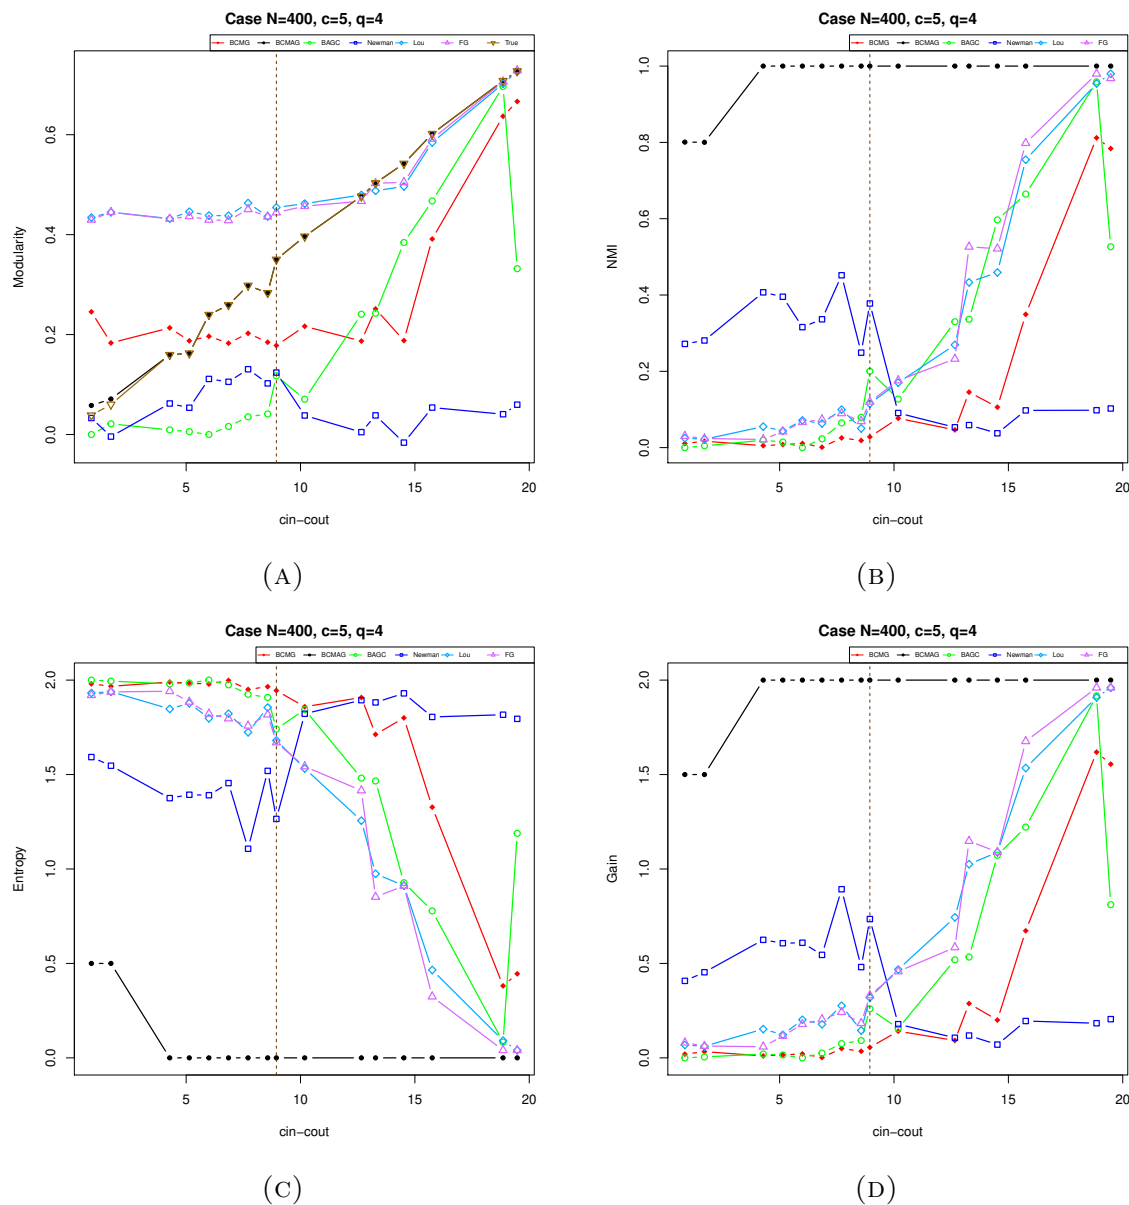 Case N=400, c=5, q=4
BCMG BCMAG BAGC Newman Lou FG True
0.6
0.4
0.2
0.0
Modularity
5 10 15 20
cin−cout
(A)
Case N=400, c=5, q=4
BCMG BCMAG BAGC Newman Lou FG
1.0
0.8
0.6
0.4
0.2
0.0
NMI
5 10 15 20
cin−cout
(B)
Case N=400, c=5, q=4
BCMG BCMAG BAGC Newman Lou FG
2.0
1.5
1.0
0.5
0.0
Entropy
5 10 15 20
cin−cout
(C)
Case N=400, c=5, q=4
BCMG BCMAG BAGC Newman Lou FG
2.0
1.5
1.0
0.5
0.0
Gain
5 10 15 20
cin−cout
(D)